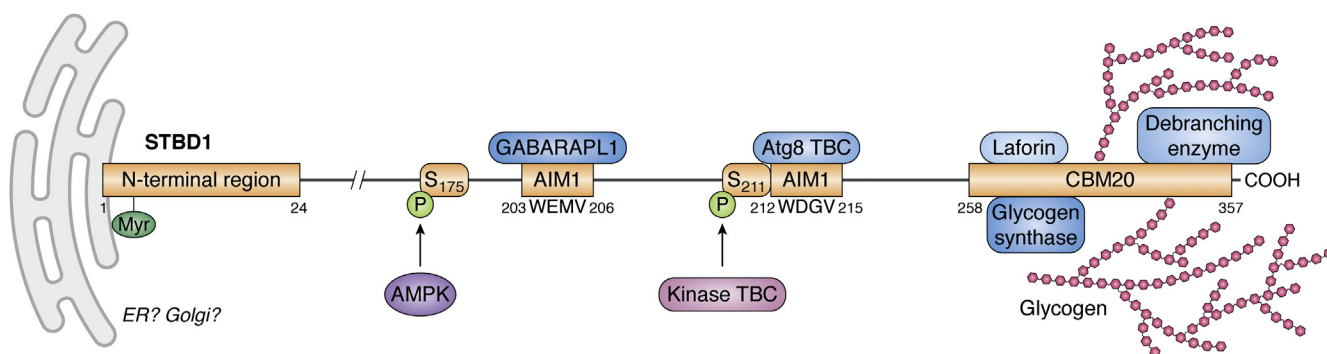 STBD1
N-terminal region
1
24
Myr
ER? Golgi?
S175
P
AMPK
GABARAPL1
AIM1
203 WEMV 206
S211
P
Kinase TBC
Atg8 TBC
AIM1
212 WDGV 215
Laforin
Debranching
enzyme
CBM20
COOH
258
357
Glycogen
synthase
Glycogen